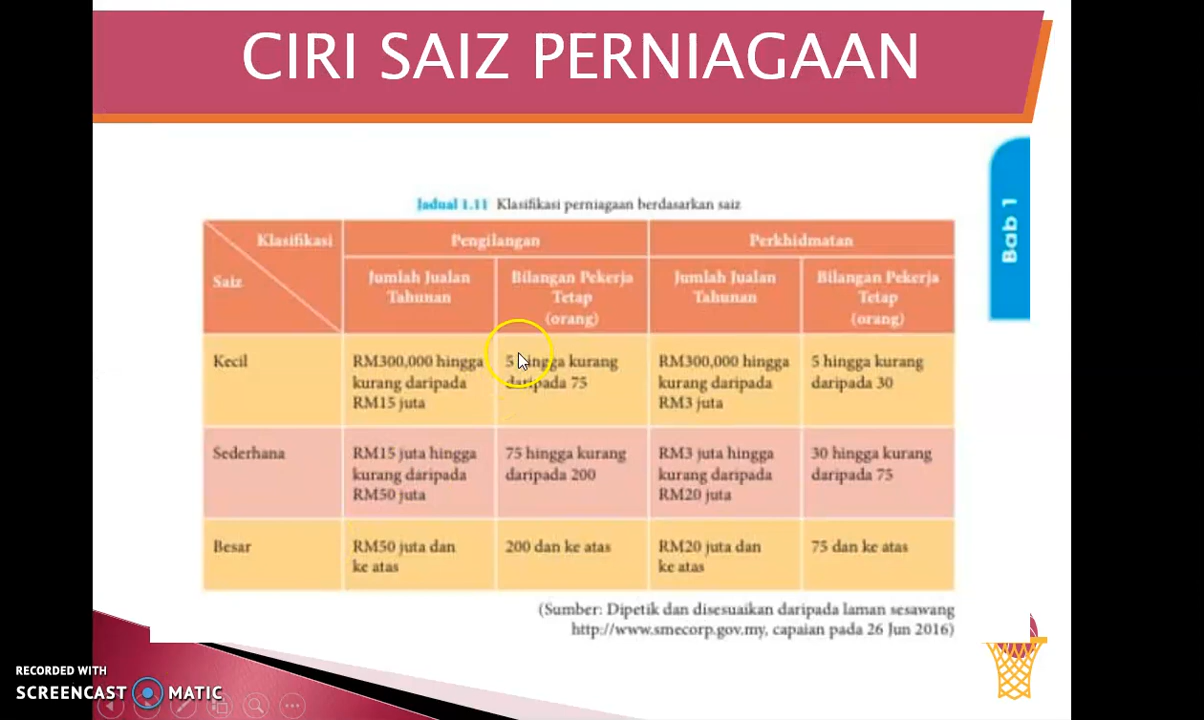 CIRI SAIZ PERNIAGAAN
Bab 1
Jadual 1.11 Klasifikasi perniagaan berdasarkan saiz
Klasifikasi
Saiz
Pengilangan
Perkhidmatan
Jumlah Jualan
Tahunan
Bilangan Pekerja
Tetap
(orang)
Jumlah Jualan
Tahunan
Bilangan Pekerja
Tetap
(orang)
Kecil
RM300,000 hingga
kurang daripada
RM15 juta
5 hingga kurang
daripada 75
RM300,000 hingga
kurang daripada
RM3 juta
5 hingga kurang
daripada 30
Sederhana
RM15 juta hingga
kurang daripada
RM50 juta
75 hingga kurang
daripada 200
RM3 juta hingga
kurang daripada
RM20 juta
30 hingga kurang
daripada 75
Besar
RM50 juta dan
ke atas
200 dan ke atas
RM20 juta dan
ke atas
75 dan ke atas
(Sumber: Dipetik dan disesuaikan daripada laman sesawang
http://www.smecorp.gov.my, capaian pada 26 Jun 2016)
RECORDED WITH
SCREENCAST MATIC